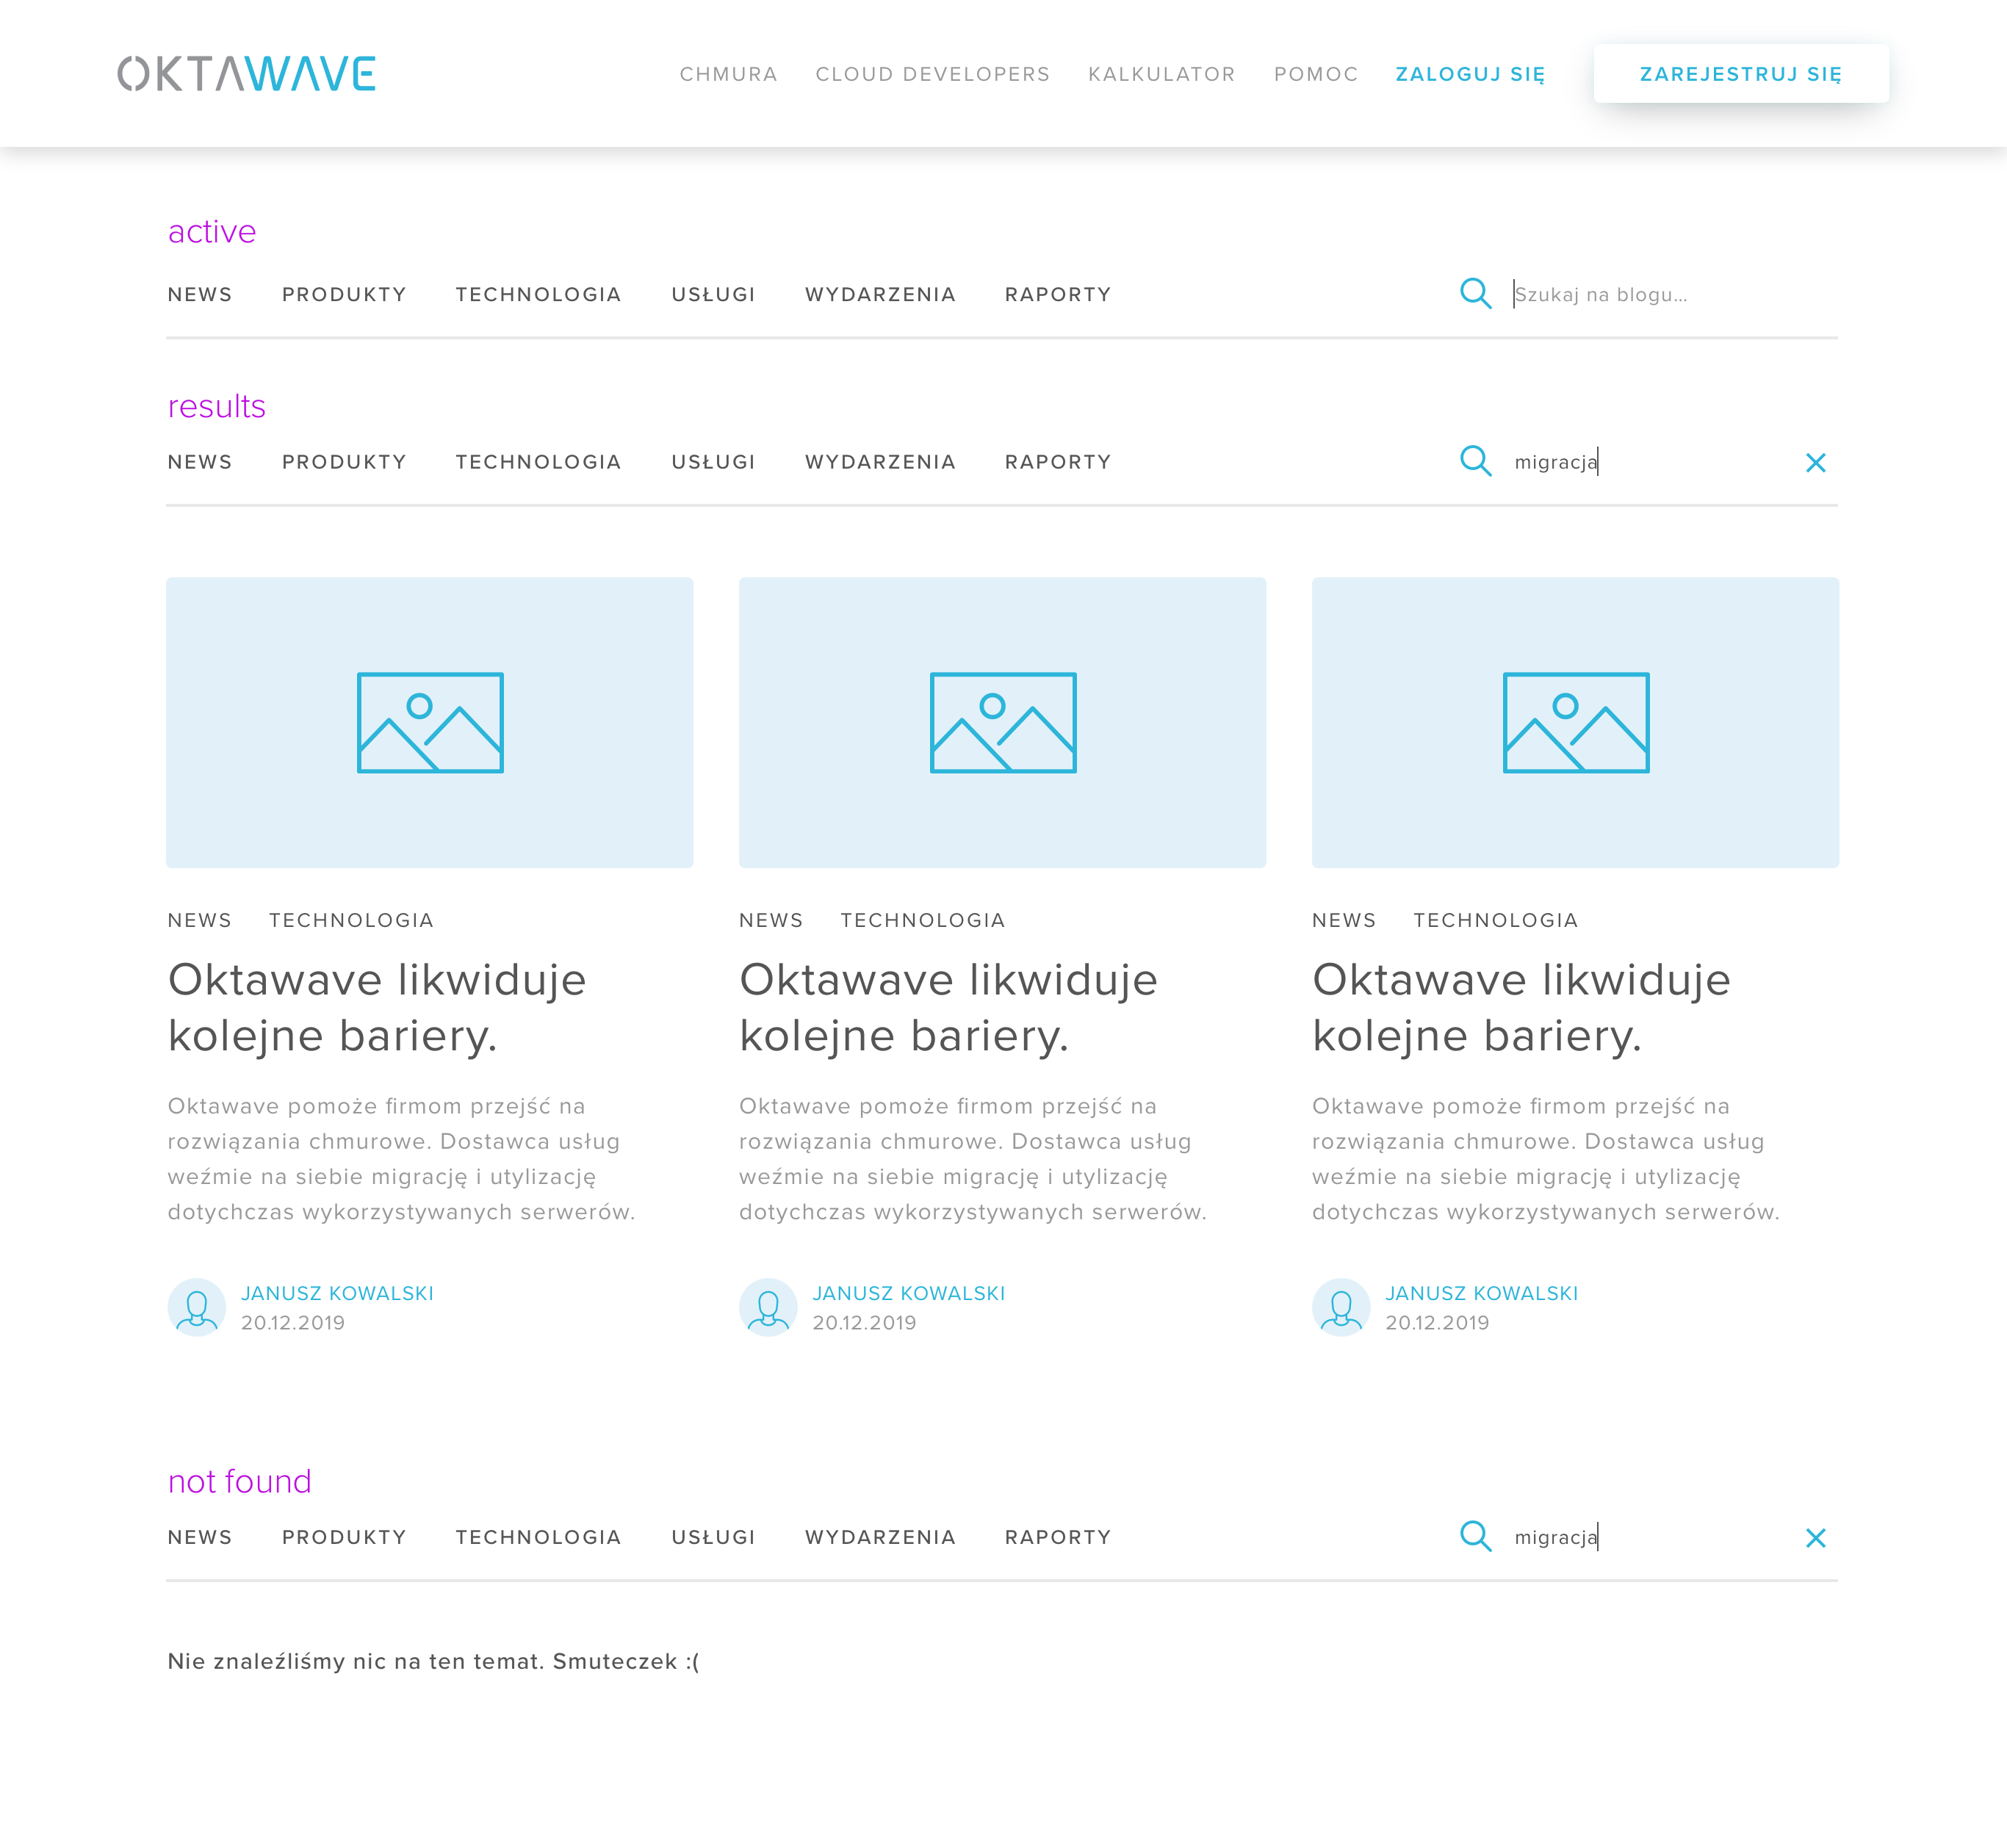 OKTAWAVE CHMURA CLOUD DEVELOPERS KALKULATOR POMOC ZALOGUJ SIĘ ZAREJESTRUJ SIĘ
active
NEWS PRODUKTY TECHNOLOGIA USŁUGI WYDARZENIA RAPORTY Szukaj na blogu...
results
NEWS PRODUKTY TECHNOLOGIA USŁUGI WYDARZENIA RAPORTY migracja
NEWS TECHNOLOGIA
Oktawave likwiduje
kolejne bariery.
Oktawave pomoże firmom przejść na
rozwiązania chmurowe. Dostawca usług
weźmie na siebie migrację i utylizację
dotychczas wykorzystywanych serwerów.
JANUSZ KOWALSKI
20.12.2019
NEWS TECHNOLOGIA
Oktawave likwiduje
kolejne bariery.
Oktawave pomoże firmom przejść na
rozwiązania chmurowe. Dostawca usług
weźmie na siebie migrację i utylizację
dotychczas wykorzystywanych serwerów.
JANUSZ KOWALSKI
20.12.2019
NEWS TECHNOLOGIA
Oktawave likwiduje
kolejne bariery.
Oktawave pomoże firmom przejść na
rozwiązania chmurowe. Dostawca usług
weźmie na siebie migrację i utylizację
dotychczas wykorzystywanych serwerów.
JANUSZ KOWALSKI
20.12.2019
not found
NEWS PRODUKTY TECHNOLOGIA USŁUGI WYDARZENIA RAPORTY migracja
Nie znaleźliśmy nic na ten temat. Smuteczek :(